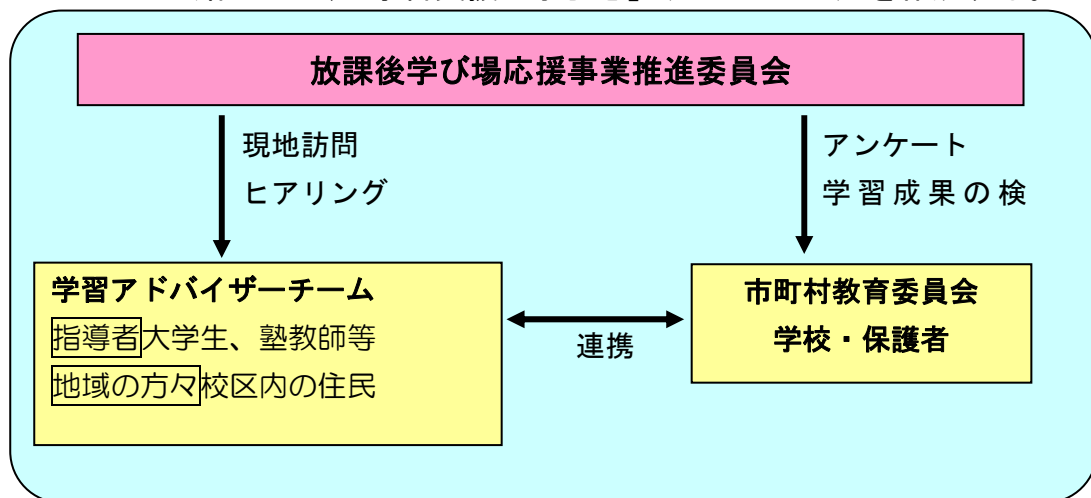 放課後学び場応援事業推進委員会
現地訪問
ヒアリング
アンケート
学習成果の検
学習アドバイザーチーム
指導者大学生、塾教師等
地域の方々校区内の住民
連携
市町村教育委員会
学校・保護者